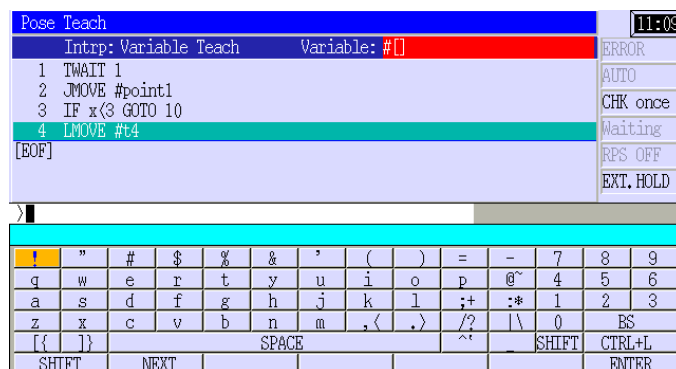 Pose Teach 11:09
Intrp: Variable Teach Variable: #[] ERROR
1 TWAIT 1 AUTO
2 JMOVE #point1
3 IF x<3 GOTO 10 CHK once
4 LMOVE #t4 Waiting
[EOF] RPS OFF
EXT. HOLD
>
! " # $ % & ' ( ) = - 7 8 9
q w e r t y u i o p @~ 4 5 6
a s d f g h j k l ;+ :* 1 2 3
z x c v b n m ,< .> /? |\ 0 BS
[{ ]} SPACE ^` _ SHIFT CTRL+L
SHIFT NEXT ENTER